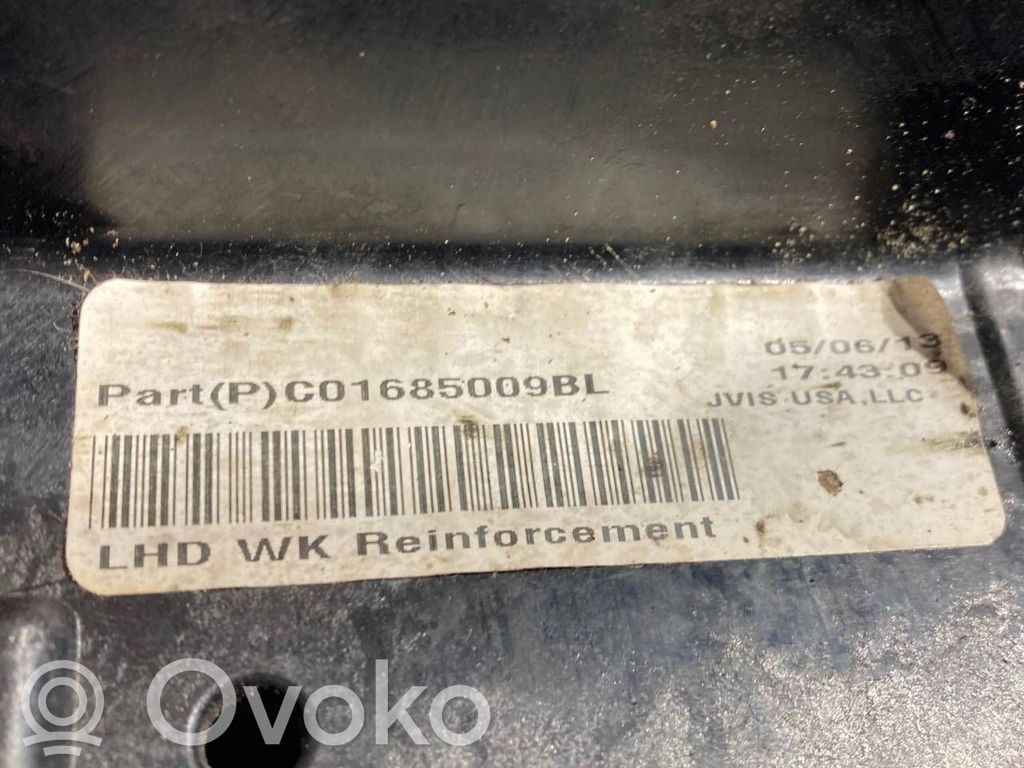 05/06/13
17:43:09
Part(P)C01685009BL
JVIS USA,LLC
LHD WK Reinforcement
R Ovoko